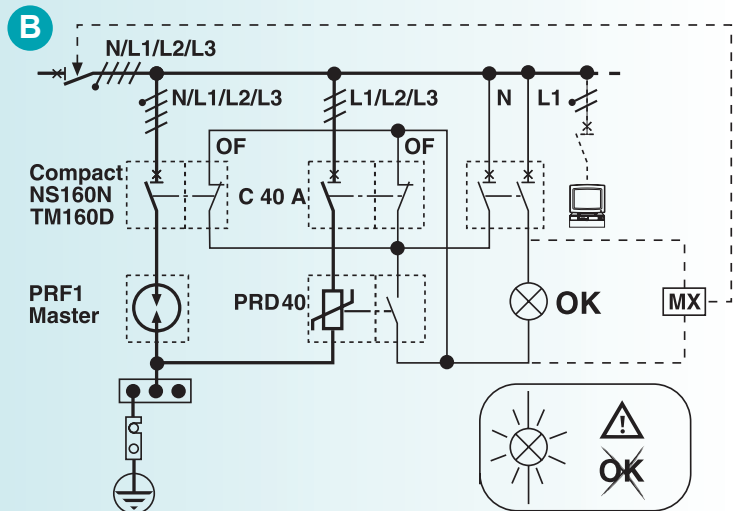 B
N/L1/L2/L3
N/L1/L2/L3
L1/L2/L3
N
L1
OF
OF
Compact
NS160N
TM160D
C 40 A
PRF1
Master
PRD40
OK
MX
!
OK